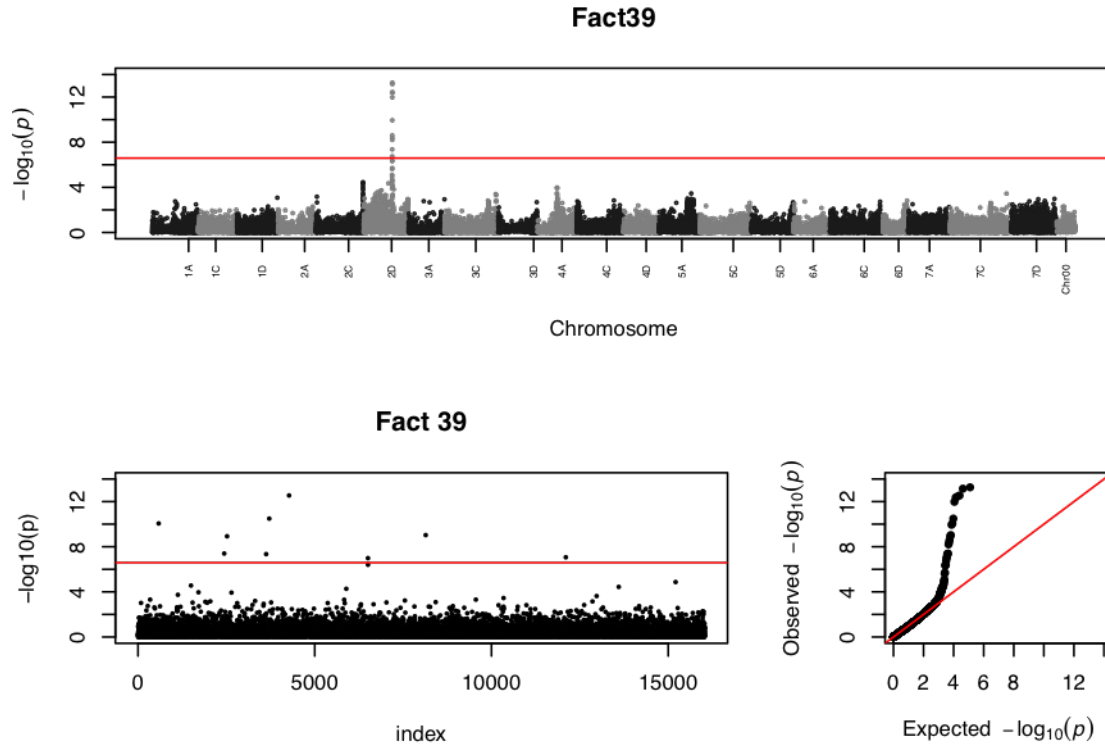 Fact39
−log10(p)
12
8
4
0
1A 1C 1D 2A 2C 2D 3A 3C 3D 4A 4C 4D 5A 5C 5D 6A 6C 6D 7A 7C 7D Chr00
Chromosome
Fact 39
−log10(p)
12
8
4
0
0 5000 10000 15000
index
Observed −log10(p)
12
8
4
0
0 2 4 6 8 12
Expected −log10(p)